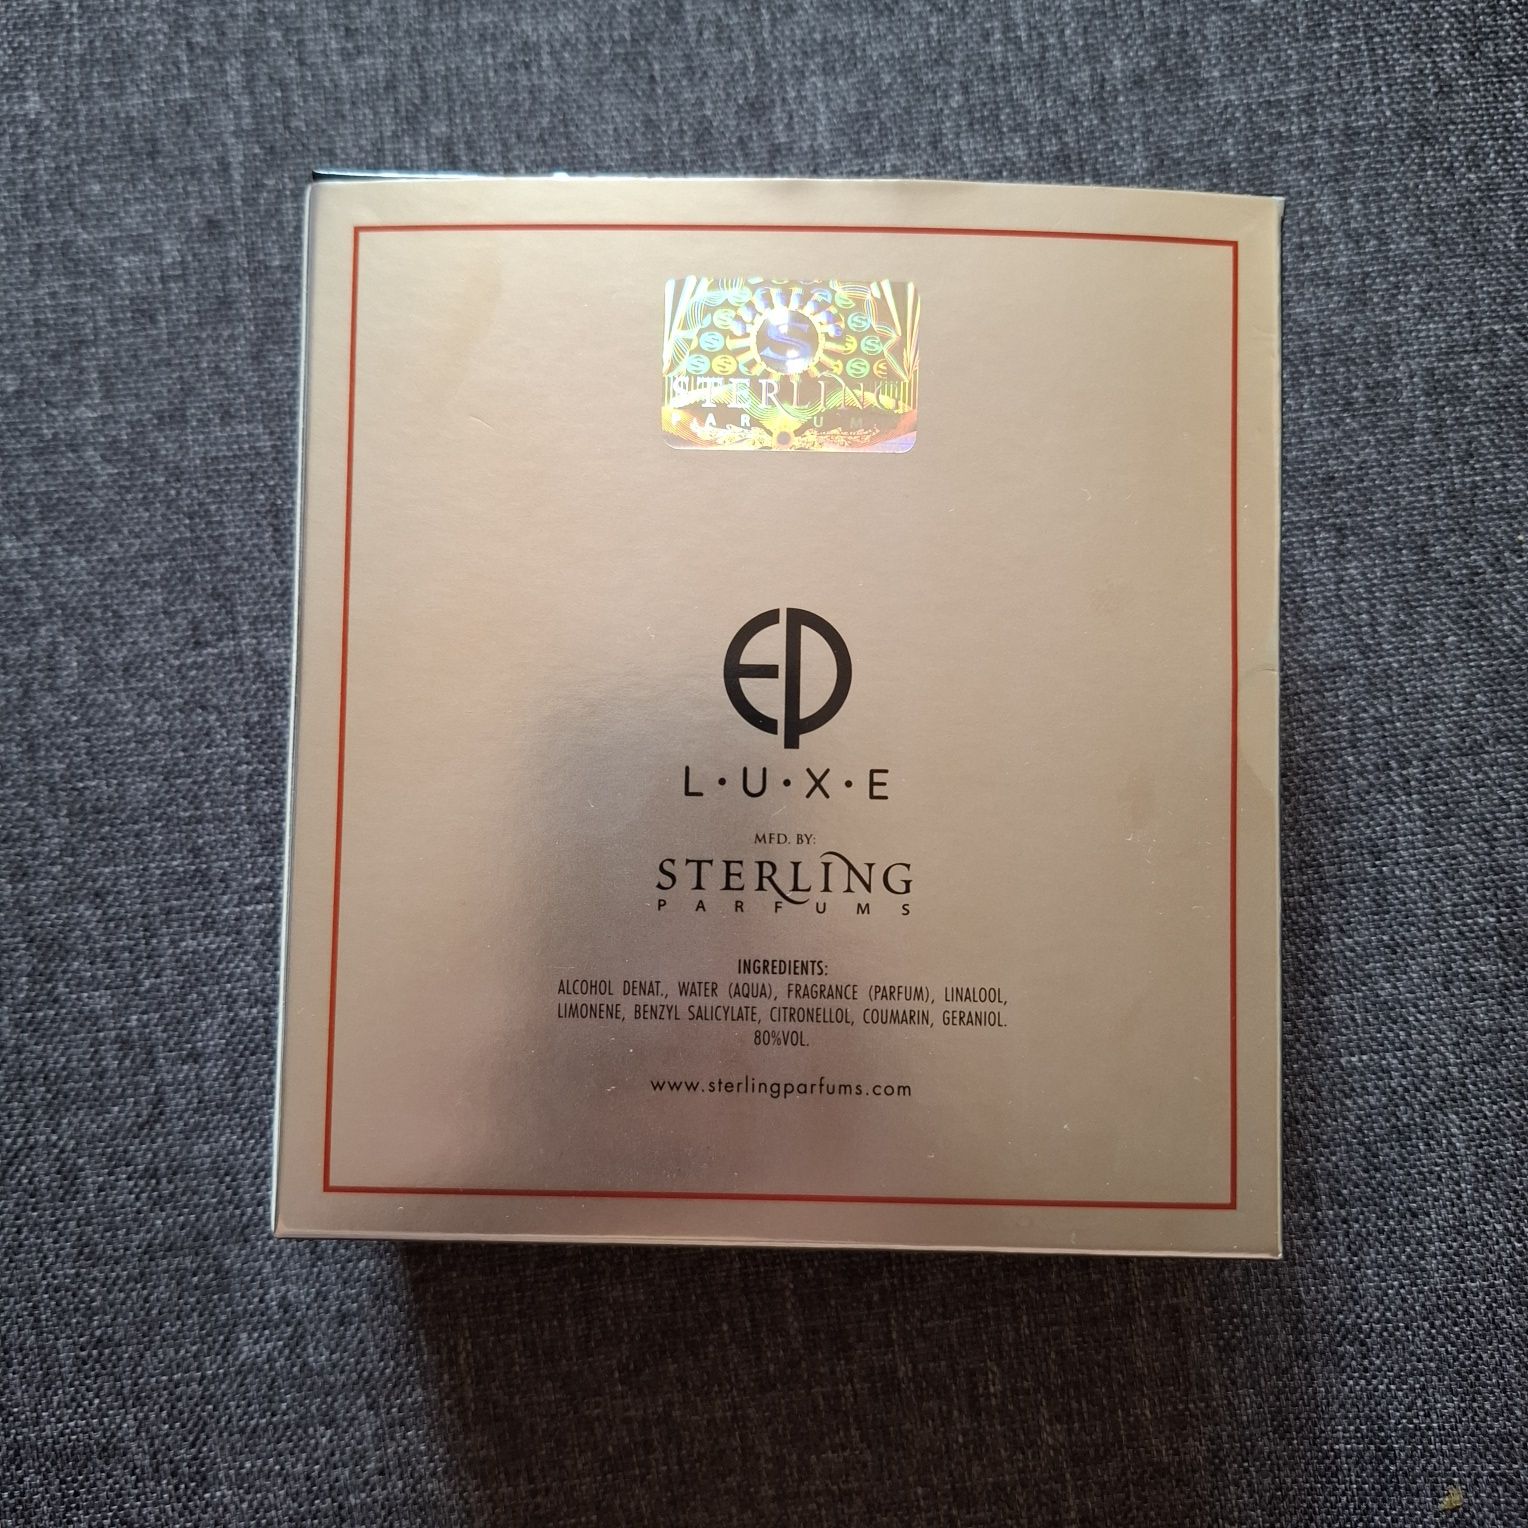 S
STERLING
PARFUMS
EP
L·U·X·E
MFD. BY:
STERLING
PARFUMS
INGREDIENTS:
ALCOHOL DENAT., WATER (AQUA), FRAGRANCE (PARFUM), LINALOOL,
LIMONENE, BENZYL SALICYLATE, CITRONELLOL, COUMARIN, GERANIOL.
80%VOL.
www.sterlingparfums.com